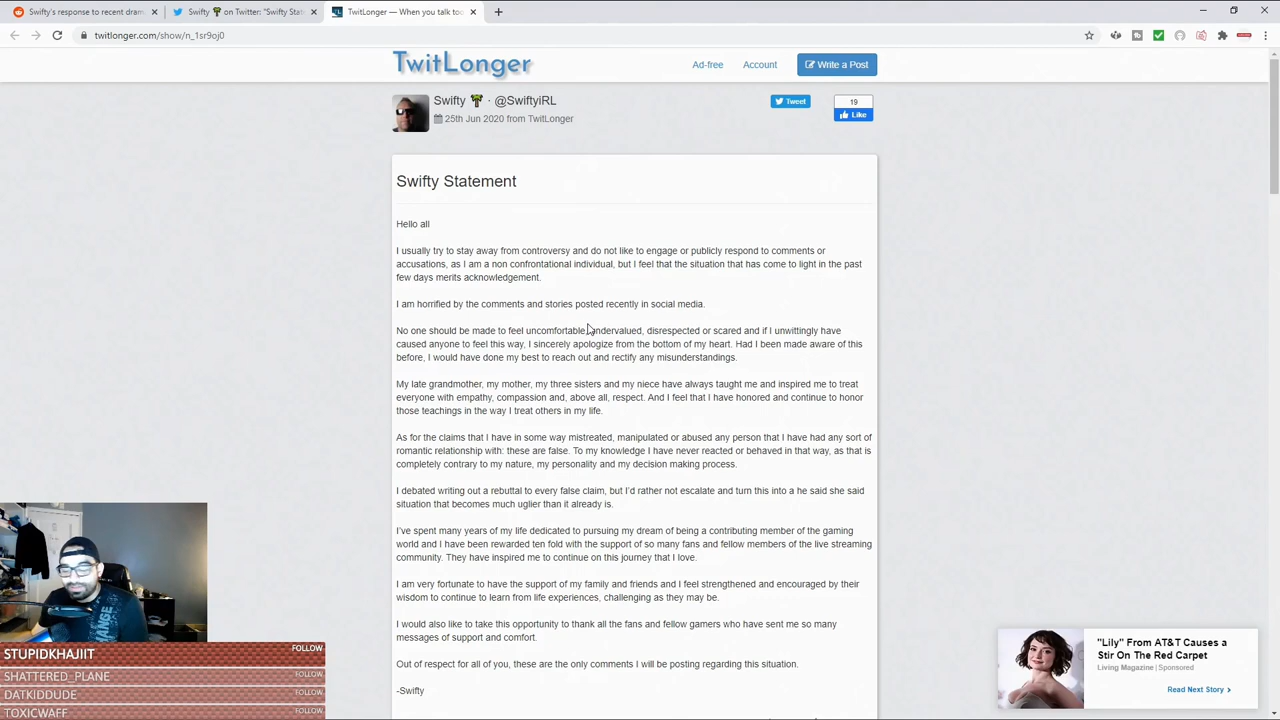 Swifty's response to recent dram
Swifty on Twitter: "Swifty Stat
TwitLonger — When you talk too
twitlonger.com/show/n_1sr9oj0
TwitLonger
Ad-free
Account
Write a Post
Swifty · @SwiftyIRL
25th Jun 2020 from TwitLonger
Tweet
19
Like
Swifty Statement
Hello all
I usually try to stay away from controversy and do not like to engage or publicly respond to comments or
accusations, as I am a non confrontational individual, but I feel that the situation that has come to light in the past
few days merits acknowledgement.
I am horrified by the comments and stories posted recently in social media.
No one should be made to feel uncomfortable, undervalued, disrespected or scared and if I unwittingly have
caused anyone to feel this way, I sincerely apologize from the bottom of my heart. Had I been made aware of this
before, I would have done my best to reach out and rectify any misunderstandings.
My late grandmother, my mother, my three sisters and my niece have always taught me and inspired me to treat
everyone with empathy, compassion and, above all, respect. And I feel that I have honored and continue to honor
those teachings in the way I treat others in my life.
As for the claims that I have in some way mistreated, manipulated or abused any person that I have had any sort of
romantic relationship with: these are false. To my knowledge I have never reacted or behaved in that way, as that is
completely contrary to my nature, my personality and my decision making process.
I debated writing out a rebuttal to every false claim, but I'd rather not escalate and turn this into a he said she said
situation that becomes much uglier than it already is.
I've spent many years of my life dedicated to pursuing my dream of being a contributing member of the gaming
world and I have been rewarded ten fold with the support of so many fans and fellow members of the live streaming
community. They have inspired me to continue on this journey that I love.
I am very fortunate to have the support of my family and friends and I feel strengthened and encouraged by their
wisdom to continue to learn from life experiences, challenging as they may be.
I would also like to take this opportunity to thank all the fans and fellow gamers who have sent me so many
messages of support and comfort.
Out of respect for all of you, these are the only comments I will be posting regarding this situation.
-Swifty
STUPIDKHAJIIT FOLLOW
SHATTERED_PLANE FOLLOW
DATKIDDUDE FOLLOW
TOXICWAFF FOLLOW
"Lily" From AT&T Causes a
Stir On The Red Carpet
Living Magazine | Sponsored
Read Next Story